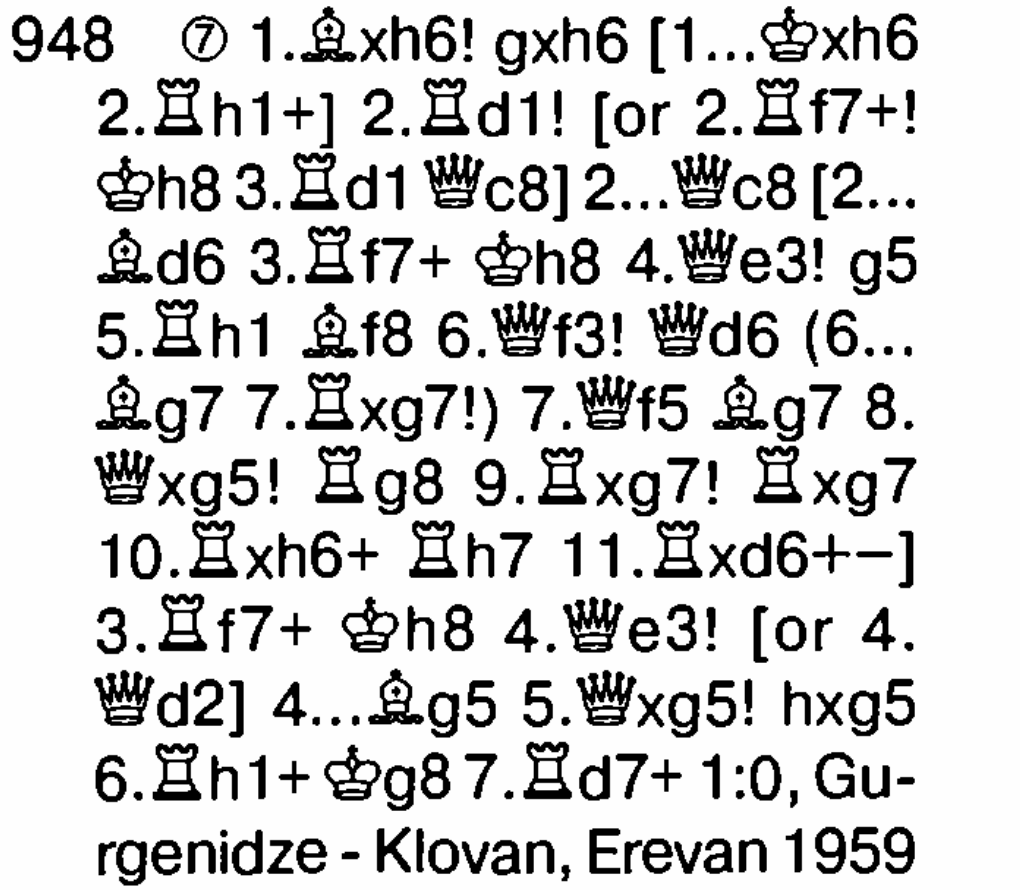 948 ⑦ 1.♗xh6! gxh6 [1...♔xh6
2.♖h1+] 2.♖d1! [or 2.♖f7+!
♔h8 3.♖d1 ♕c8] 2...♕c8 [2...
♗d6 3.♖f7+ ♔h8 4.♕e3! g5
5.♖h1 ♗f8 6.♕f3! ♕d6 (6...
♗g7 7.♖xg7!) 7.♕f5 ♗g7 8.
♕xg5! ♖g8 9.♖xg7! ♖xg7
10.♖xh6+ ♖h7 11.♖xd6+−]
3.♖f7+ ♔h8 4.♕e3! [or 4.
♕d2] 4...♗g5 5.♕xg5! hxg5
6.♖h1+ ♔g8 7.♖d7+ 1:0, Gu-
rgenidze - Klovan, Erevan 1959